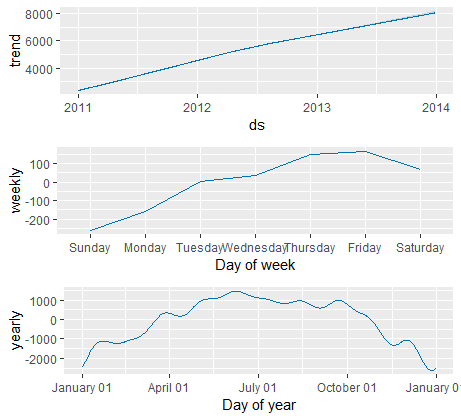 trend
8000
6000
4000
2011 2012 2013 2014
ds
weekly
100
0
-100
-200
Sunday Monday Tuesday Wednesday Thursday Friday Saturday
Day of week
yearly
1000
0
-1000
-2000
January 01 April 01 July 01 October 01 January 01
Day of year